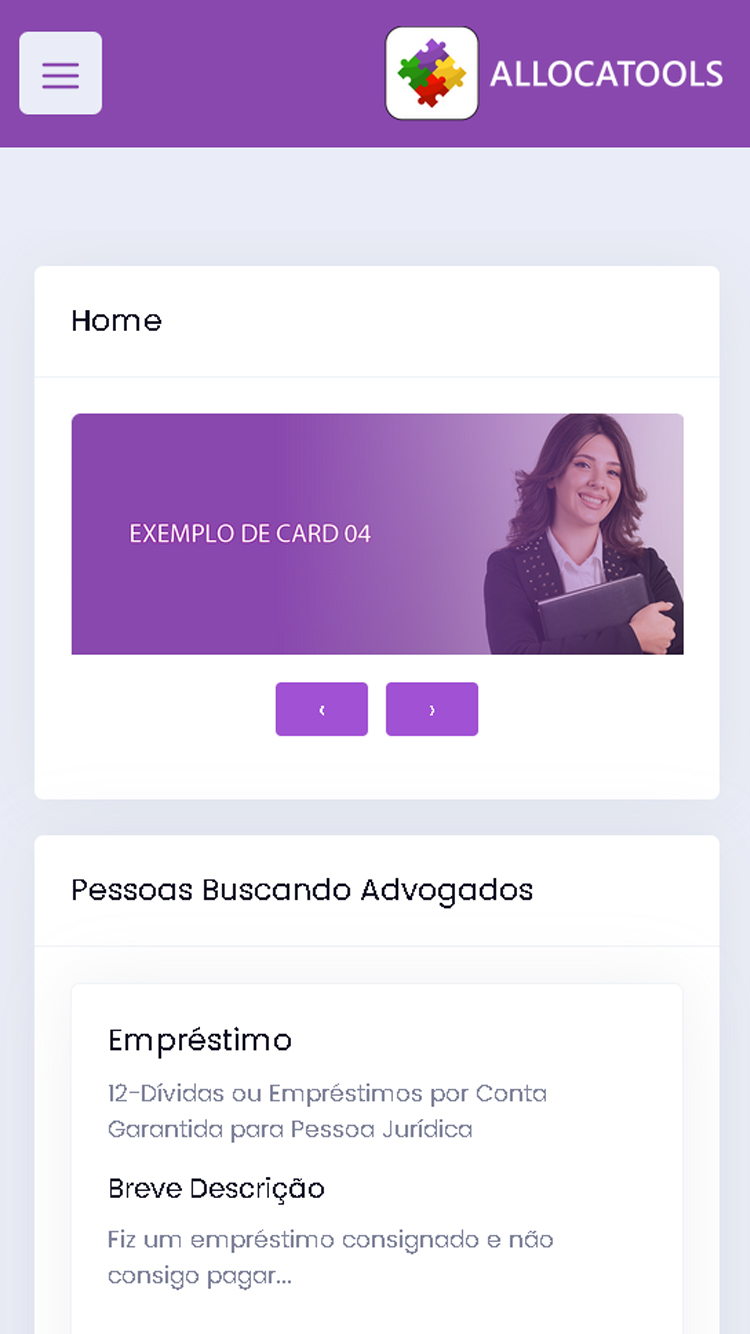 ALLOCATOOLS
Home
EXEMPLO DE CARD 04
‹ ›
Pessoas Buscando Advogados
Empréstimo
12-Dívidas ou Empréstimos por Conta
Garantida para Pessoa Jurídica
Breve Descrição
Fiz um empréstimo consignado e não
consigo pagar...